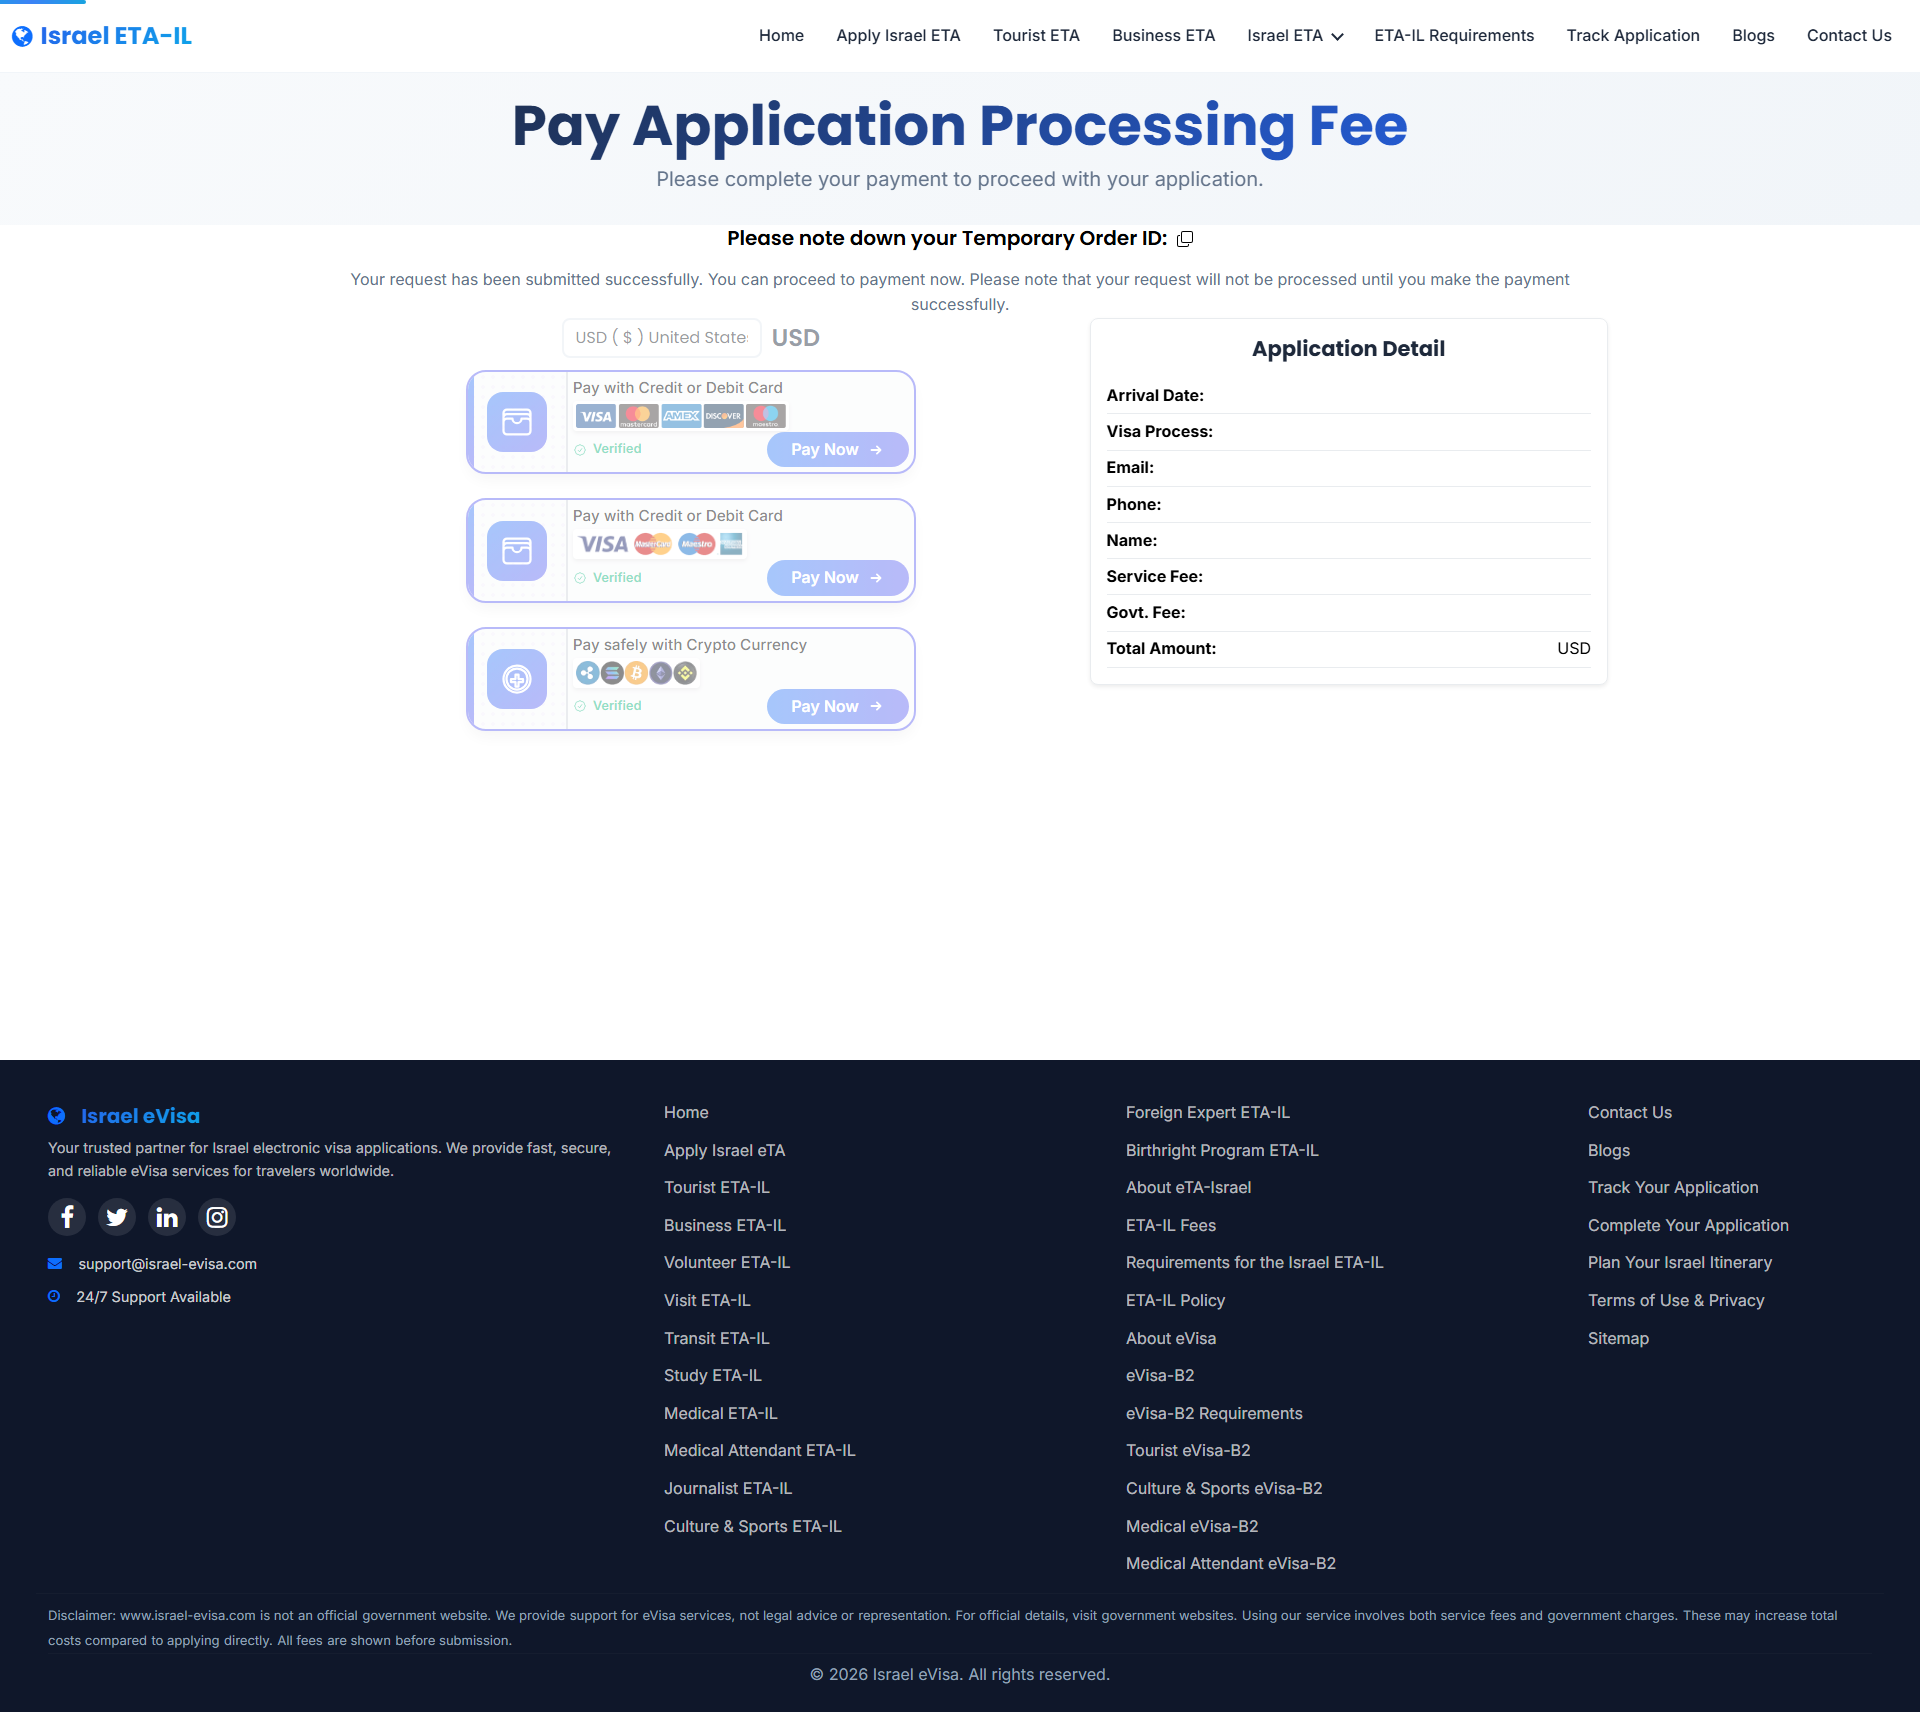 Israel ETA-IL
Home
Apply Israel ETA
Tourist ETA
Business ETA
Israel ETA
ETA-IL Requirements
Track Application
Blogs
Contact Us
Pay Application Processing Fee
Please complete your payment to proceed with your application.
Please note down your Temporary Order ID:
Your request has been submitted successfully. You can proceed to payment now. Please note that your request will not be processed until you make the payment
successfully.
USD ( $ ) United States
USD
Pay with Credit or Debit Card
VISA mastercard AMEX DISCOVER maestro
Verified
Pay Now
Pay with Credit or Debit Card
VISA MasterCard Maestro
Verified
Pay Now
Pay safely with Crypto Currency
Verified
Pay Now
Application Detail
Arrival Date:
Visa Process:
Email:
Phone:
Name:
Service Fee:
Govt. Fee:
Total Amount: USD
Israel eVisa
Your trusted partner for Israel electronic visa applications. We provide fast, secure,
and reliable eVisa services for travelers worldwide.
support@israel-evisa.com
24/7 Support Available
Home
Apply Israel eTA
Tourist ETA-IL
Business ETA-IL
Volunteer ETA-IL
Visit ETA-IL
Transit ETA-IL
Study ETA-IL
Medical ETA-IL
Medical Attendant ETA-IL
Journalist ETA-IL
Culture & Sports ETA-IL
Foreign Expert ETA-IL
Birthright Program ETA-IL
About eTA-Israel
ETA-IL Fees
Requirements for the Israel ETA-IL
ETA-IL Policy
About eVisa
eVisa-B2
eVisa-B2 Requirements
Tourist eVisa-B2
Culture & Sports eVisa-B2
Medical eVisa-B2
Medical Attendant eVisa-B2
Contact Us
Blogs
Track Your Application
Complete Your Application
Plan Your Israel Itinerary
Terms of Use & Privacy
Sitemap
Disclaimer: www.israel-evisa.com is not an official government website. We provide support for eVisa services, not legal advice or representation. For official details, visit government websites. Using our service involves both service fees and government charges. These may increase total
costs compared to applying directly. All fees are shown before submission.
© 2026 Israel eVisa. All rights reserved.